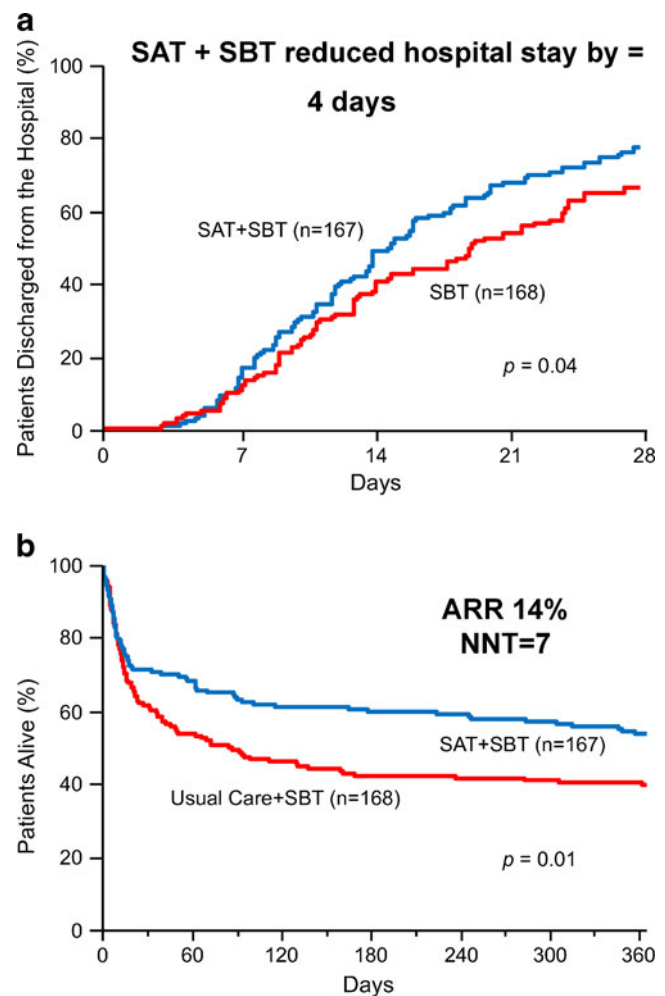 a
SAT + SBT reduced hospital stay by =
4 days
Patients Discharged from the Hospital (%)
100
80
60
40
20
0
SAT+SBT (n=167)
SBT (n=168)
p = 0.04
0 7 14 21 28
Days
b
ARR 14%
NNT=7
Patients Alive (%)
100
80
60
40
20
0
SAT+SBT (n=167)
Usual Care+SBT (n=168)
p = 0.01
0 60 120 180 240 300 360
Days